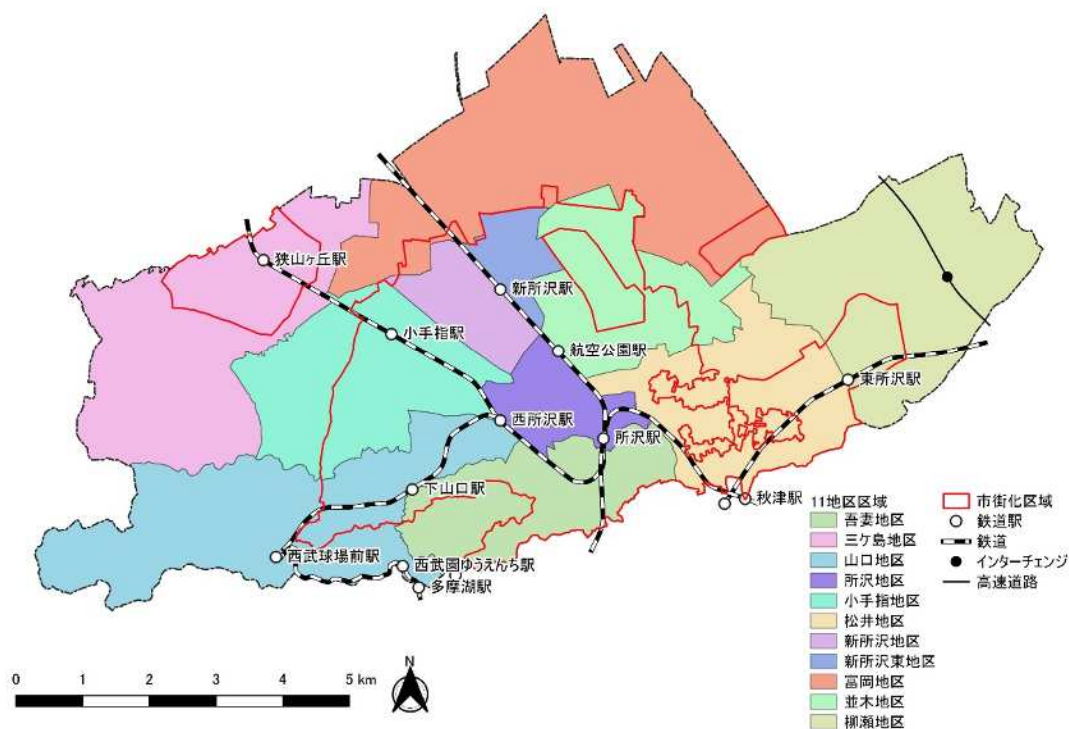 狭山ヶ丘駅
新所沢駅
小手指駅
航空公園駅
東所沢駅
西所沢駅
所沢駅
下山口駅
秋津駅
西武球場前駅
西武園ゆうえんち駅
多摩湖駅
11地区区域
吾妻地区
三ケ島地区
山口地区
所沢地区
小手指地区
松井地区
新所沢地区
新所沢東地区
富岡地区
並木地区
柳瀬地区
市街化区域
鉄道駅
鉄道
インターチェンジ
高速道路
0 1 2 3 4 5 km
N